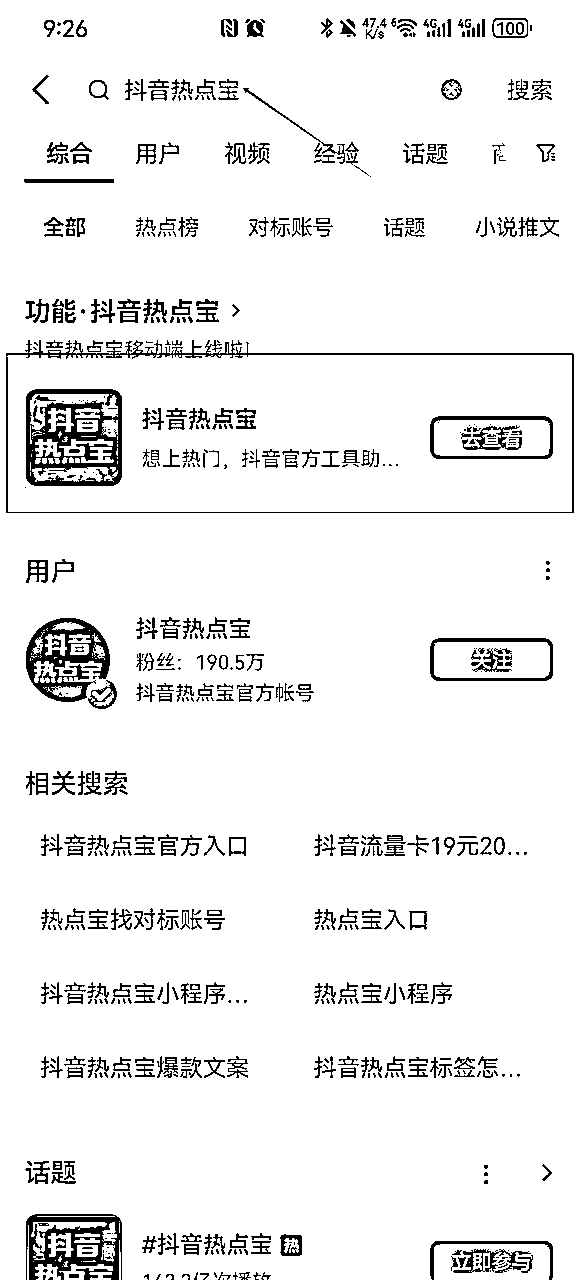 9:26
47.4 K/s 6 4G 4G 100
抖音热点宝 搜索
综合 用户 视频 经验 话题
全部 热点榜 对标账号 话题 小说推文
功能·抖音热点宝
抖音热点宝移动端上线啦!
抖音热点宝
抖音热点宝
想上热门，抖音官方工具助...
去查看
用户
抖音热点宝
抖音热点宝
粉丝：190.5万
抖音热点宝官方帐号
关注
相关搜索
抖音热点宝官方入口 抖音流量卡19元20...
热点宝找对标账号 热点宝入口
抖音热点宝小程序... 热点宝小程序
抖音热点宝爆款文案 抖音热点宝标签怎...
话题
抖音热点宝
#抖音热点宝 热
立即参与